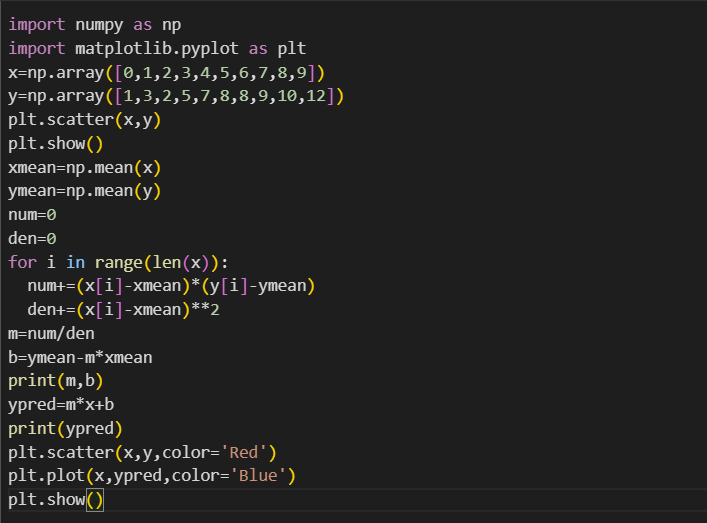 import numpy as np
import matplotlib.pyplot as plt
x=np.array([0,1,2,3,4,5,6,7,8,9])
y=np.array([1,3,2,5,7,8,8,9,10,12])
plt.scatter(x,y)
plt.show()
xmean=np.mean(x)
ymean=np.mean(y)
num=0
den=0
for i in range(len(x)):
  num+=(x[i]-xmean)*(y[i]-ymean)
  den+=(x[i]-xmean)**2
m=num/den
b=ymean-m*xmean
print(m,b)
ypred=m*x+b
print(ypred)
plt.scatter(x,y,color='Red')
plt.plot(x,ypred,color='Blue')
plt.show()